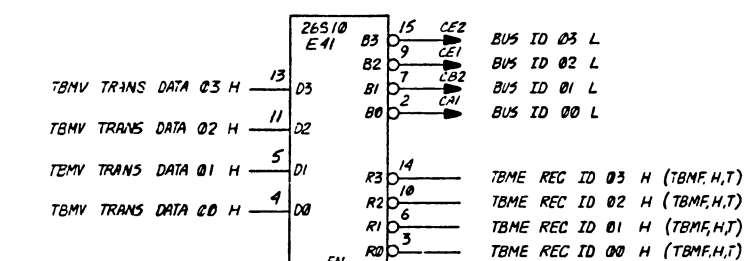 26S10
E41
15 CE2
B3 BUS ID 03 L
9 CE1
B2 BUS ID 02 L
7 CB2
B1 BUS ID 01 L
2 CA1
B0 BUS ID 00 L
TBMV TRANS DATA 03 H 13 D3
TBMV TRANS DATA 02 H 11 D2
TBMV TRANS DATA 01 H 5 D1
TBMV TRANS DATA 00 H 4 D0
14
R3 TBME REC ID 03 H (TBMF,H,T)
10
R2 TBME REC ID 02 H (TBMF,H,T)
6
R1 TBME REC ID 01 H (TBMF,H,T)
3
R0 TBME REC ID 00 H (TBMF,H,T)
EN